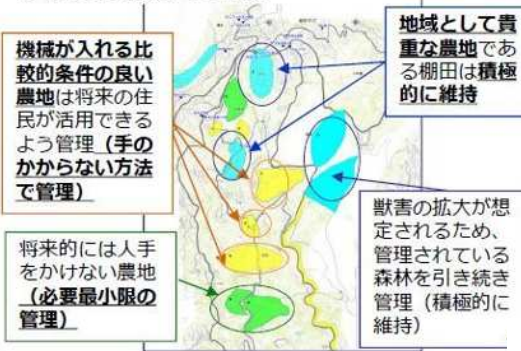 機械が入れる比
較的条件の良い
農地は将来の住
民が活用できる
よう管理（手の
かからない方法
で管理）
地域として貴
重な農地であ
る棚田は積極
的に維持
将来的には人手
をかけない農地
（必要最小限の
管理）
獣害の拡大が想
定されるため、
管理されている
森林を引き続き
管理（積極的に
維持）